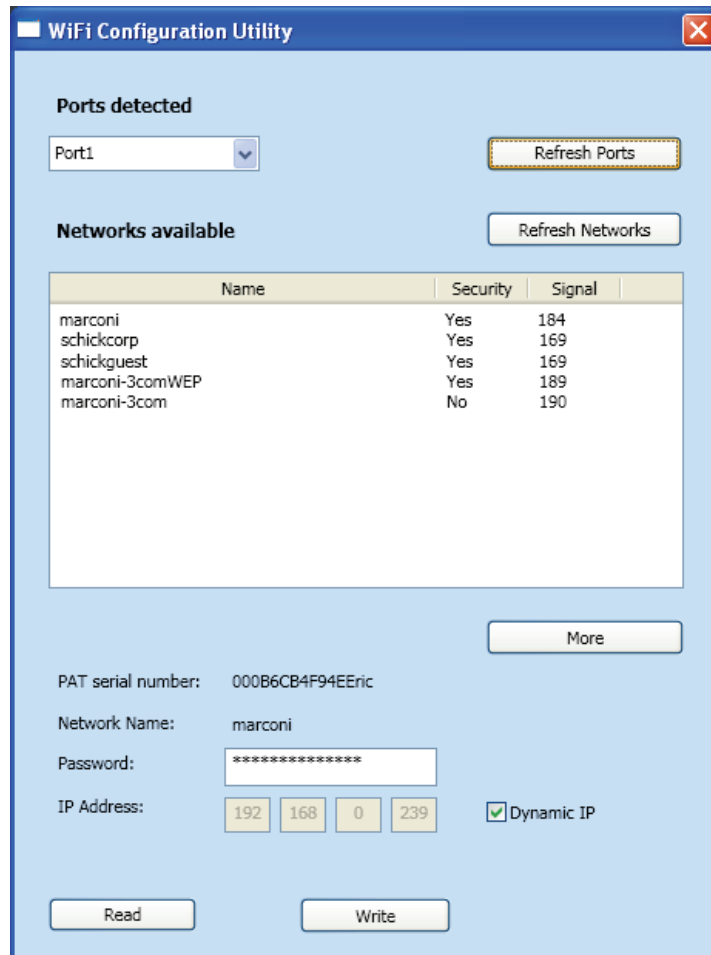 WiFi Configuration Utility
Ports detected
Port1
Refresh Ports
Networks available
Refresh Networks
Name Security Signal
marconi Yes 184
schickcorp Yes 169
schickguest Yes 169
marconi-3comWEP Yes 189
marconi-3com No 190
More
PAT serial number: 000B6CB4F94EEric
Network Name: marconi
Password: **************
IP Address: 192 168 0 239 Dynamic IP
Read Write